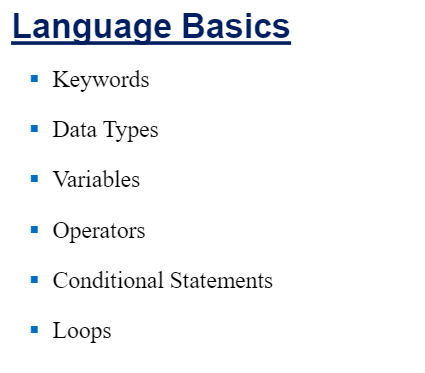 Language Basics
▪ Keywords
▪ Data Types
▪ Variables
▪ Operators
▪ Conditional Statements
▪ Loops